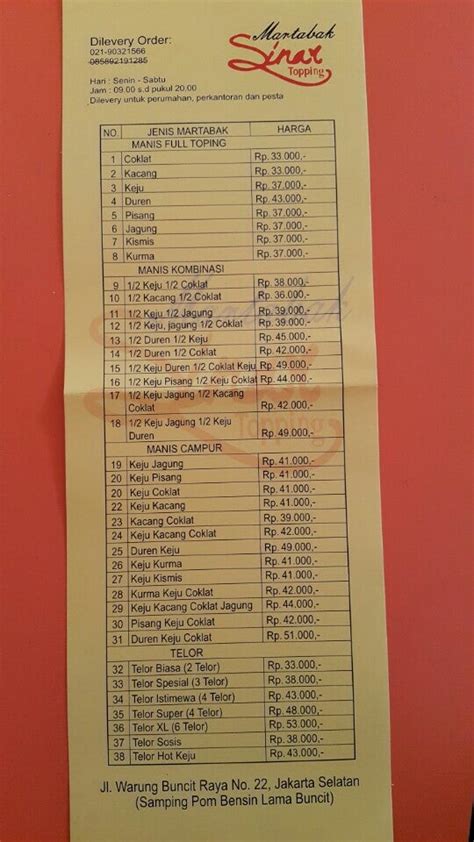 Dilevery Order:
021-90321566
085892191285
Hari : Senin - Sabtu
Jam : 09.00 s.d pukul 20.00
Dilevery untuk perumahan, perkantoran dan pesta
Martabak
Sinar
Topping
NO. JENIS MARTABAK HARGA
MANIS FULL TOPING
1 Coklat Rp. 33.000,-
2 Kacang Rp. 33.000,-
3 Keju Rp. 37.000,-
4 Duren Rp. 43.000,-
5 Pisang Rp. 37.000,-
6 Jagung Rp. 37.000,-
7 Kismis Rp. 37.000,-
8 Kurma Rp. 37.000,-
MANIS KOMBINASI
9 1/2 Keju 1/2 Coklat Rp. 38.000,-
10 1/2 Kacang 1/2 Coklat Rp. 36.000,-
11 1/2 Keju 1/2 Jagung Rp. 39.000,-
12 1/2 Keju, jagung 1/2 Coklat Rp. 39.000,-
13 1/2 Duren 1/2 Keju Rp. 45.000,-
14 1/2 Duren 1/2 Coklat Rp. 42.000,-
15 1/2 Keju Duren 1/2 Coklat Keju Rp. 49.000,-
16 1/2 Keju Pisang 1/2 Keju Coklat Rp. 44.000,-
17 1/2 Keju Jagung 1/2 Kacang
Coklat Rp. 42.000,-
18 1/2 Keju Jagung 1/2 Keju
Duren Rp. 49.000,-
MANIS CAMPUR
19 Keju Jagung Rp. 41.000,-
20 Keju Pisang Rp. 41.000,-
20 Keju Coklat Rp. 41.000,-
22 Keju Kacang Rp. 41.000,-
23 Kacang Coklat Rp. 39.000,-
24 Keju Kacang Coklat Rp. 42.000,-
25 Duren Keju Rp. 49.000,-
26 Keju Kurma Rp. 41.000,-
27 Keju Kismis Rp. 41.000,-
28 Kurma Keju Coklat Rp. 42.000,-
29 Keju Kacang Coklat Jagung Rp. 44.000,-
30 Pisang Keju Coklat Rp. 42.000,-
31 Duren Keju Coklat Rp. 51.000,-
TELOR
32 Telor Biasa (2 Telor) Rp. 33.000,-
33 Telor Spesial (3 Telor) Rp. 38.000,-
34 Telor Istimewa (4 Telor) Rp. 43.000,-
35 Telor Super (4 Telor) Rp. 48.000,-
36 Telor XL (6 Telor) Rp. 53.000,-
37 Telor Sosis Rp. 38.000,-
38 Telor Hot Keju Rp. 43.000,-
Jl. Warung Buncit Raya No. 22, Jakarta Selatan
(Samping Pom Bensin Lama Buncit)